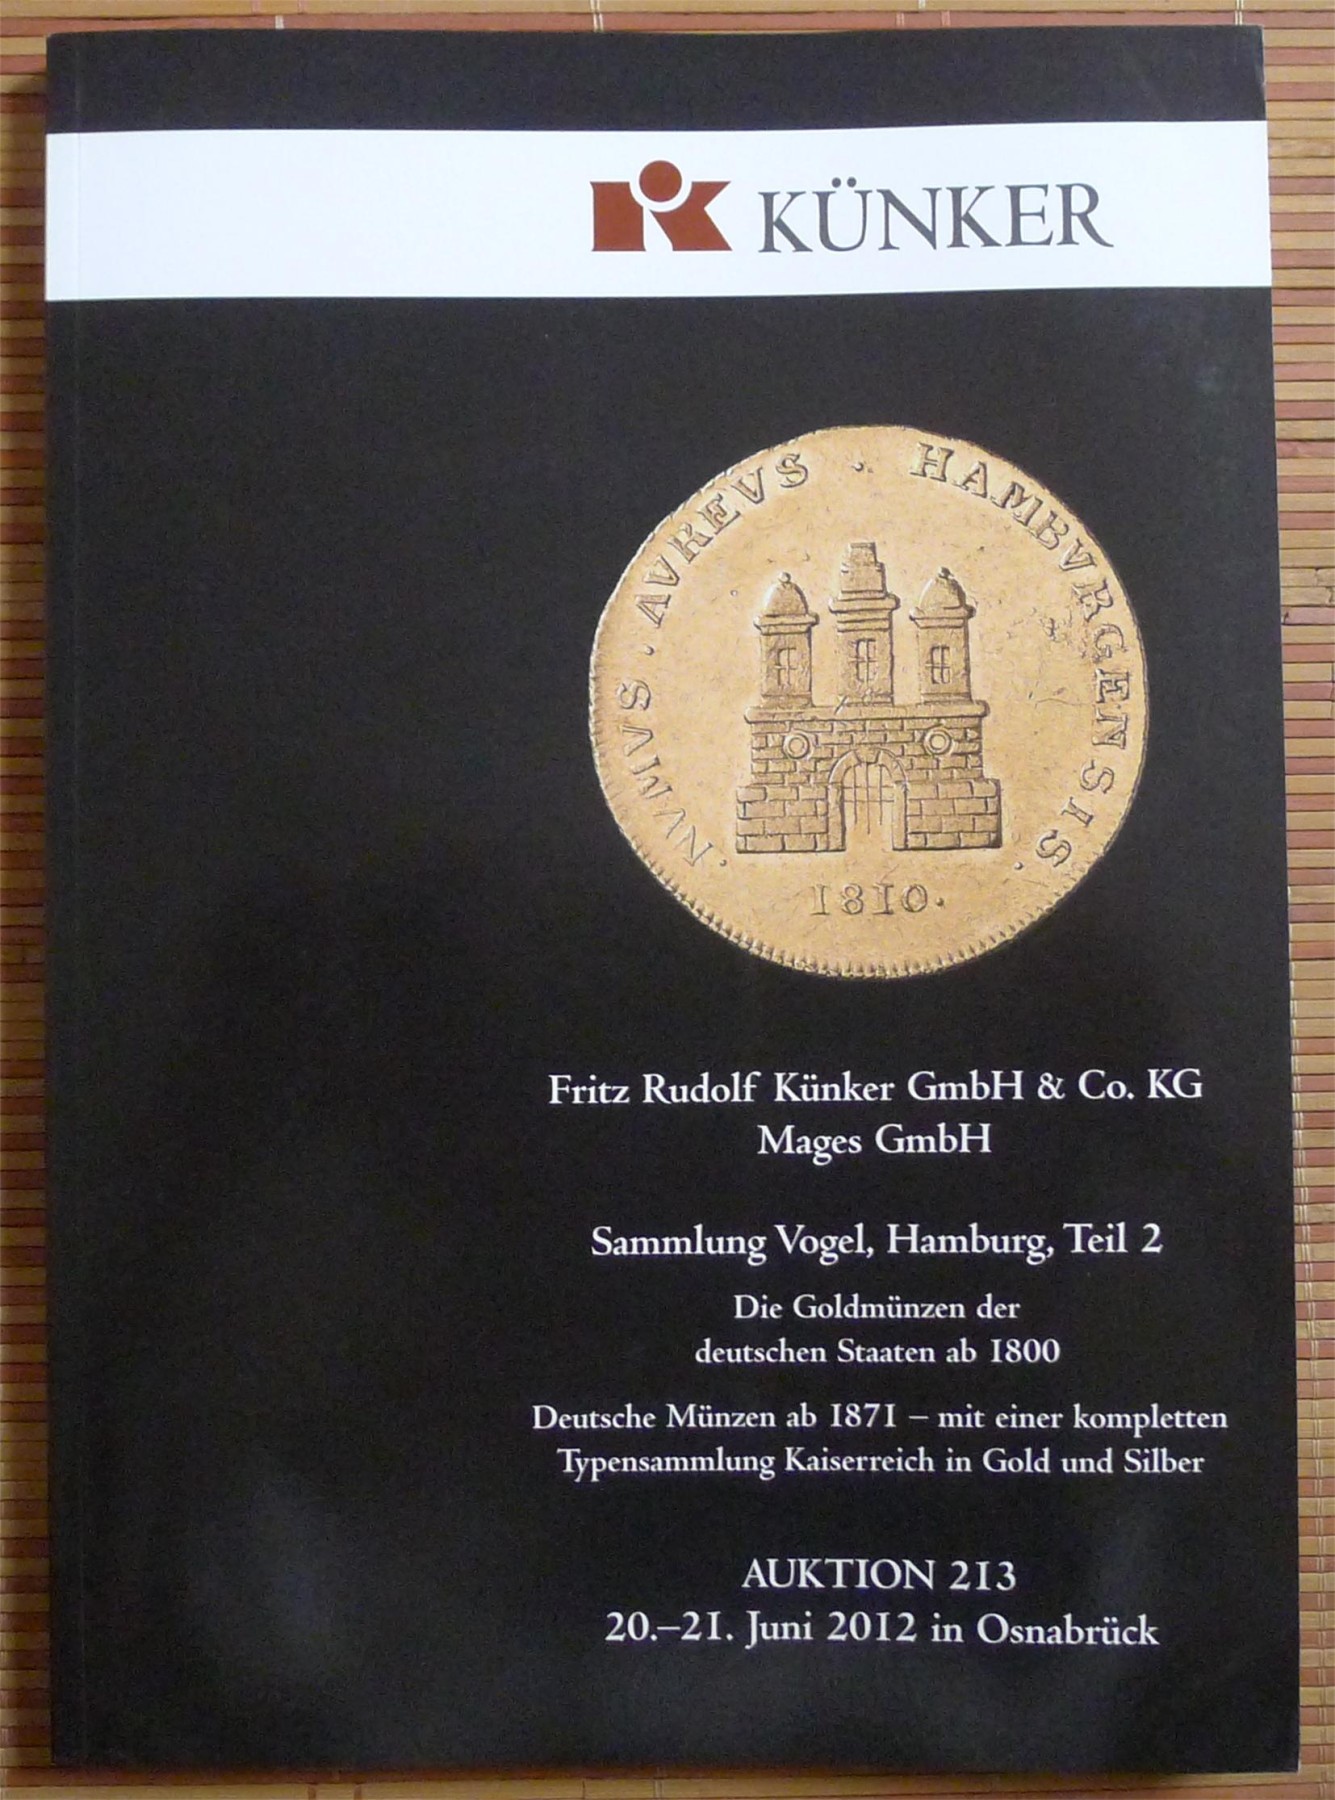 KÜNKER
NVMVS · AVREVS · HAMBVRGENSIS ·
1810 ·
Fritz Rudolf Künker GmbH & Co. KG
Mages GmbH
Sammlung Vogel, Hamburg, Teil 2
Die Goldmünzen der
deutschen Staaten ab 1800
Deutsche Münzen ab 1871 – mit einer kompletten
Typensammlung Kaiserreich in Gold und Silber
AUKTION 213
20.–21. Juni 2012 in Osnabrück